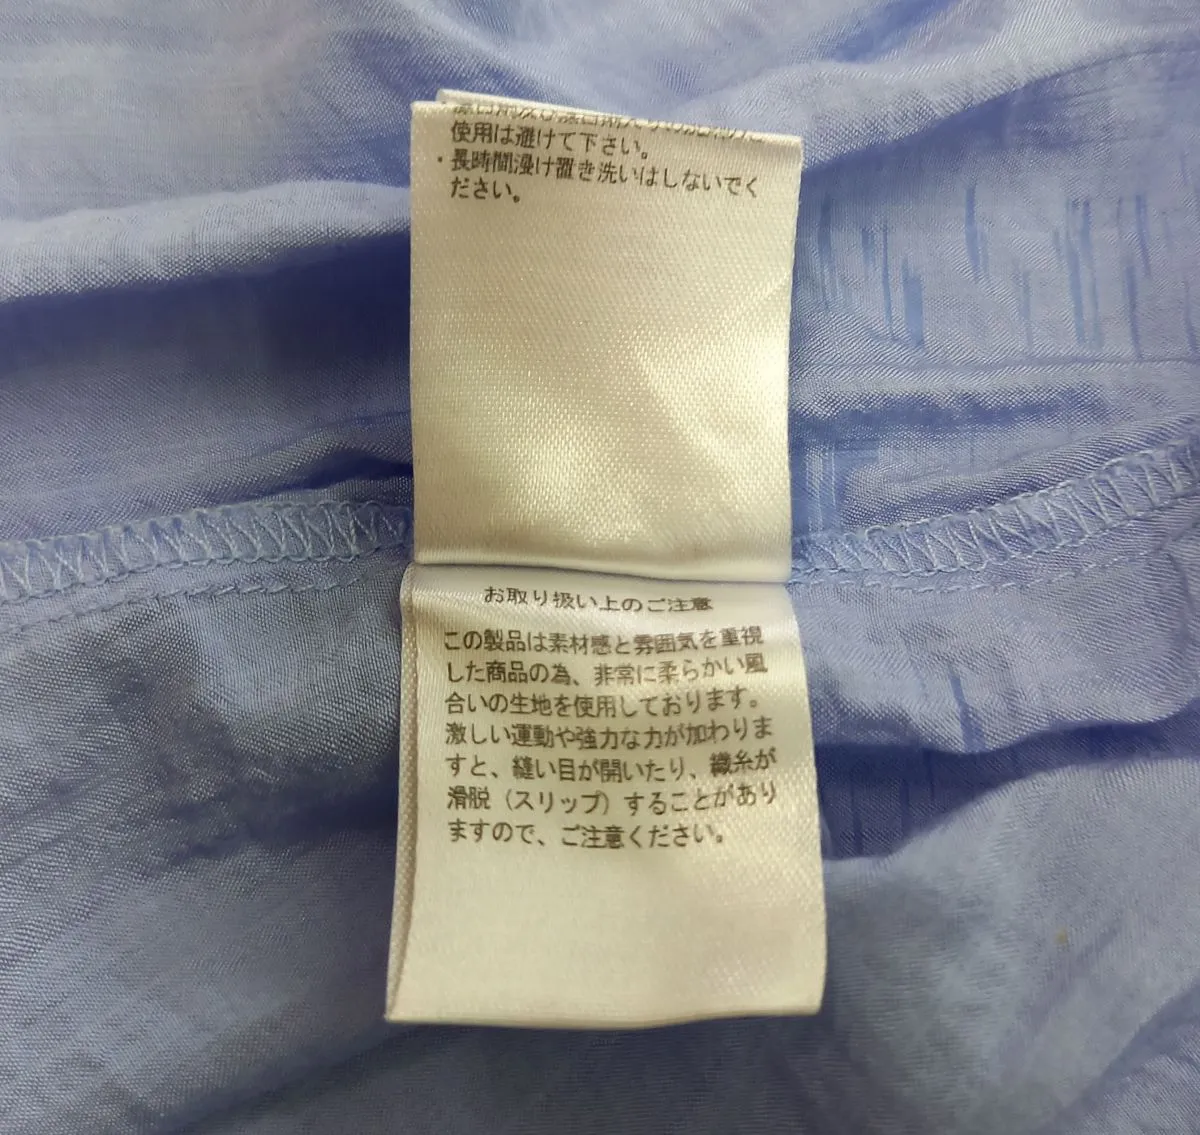 使用は避けて下さい。
・長時間浸け置き洗いはしないでく
ださい。
お取り扱い上のご注意
この製品は素材感と雰囲気を重視
した商品の為、非常に柔らかい風
合いの生地を使用しております。
激しい運動や強力な力が加わりま
すと、縫い目が開いたり、織糸が
滑脱（スリップ）することがあり
ますので、ご注意ください。